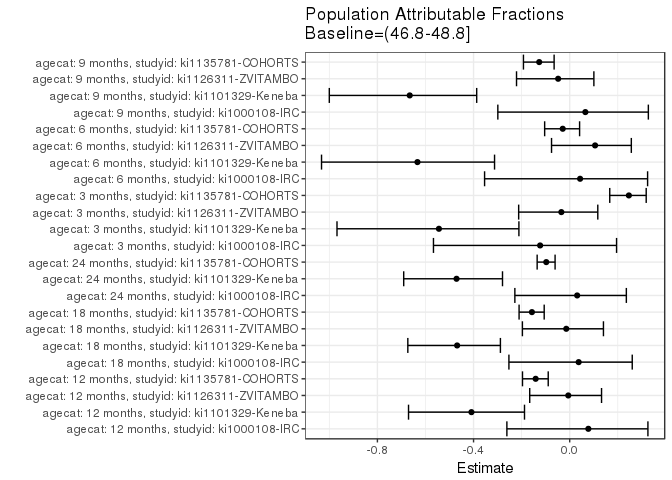 Population Attributable Fractions
Baseline=(46.8-48.8]
agecat: 9 months, studyid: ki1135781-COHORTS
agecat: 9 months, studyid: ki1126311-ZVITAMBO
agecat: 9 months, studyid: ki1101329-Keneba
agecat: 9 months, studyid: ki1000108-IRC
agecat: 6 months, studyid: ki1135781-COHORTS
agecat: 6 months, studyid: ki1126311-ZVITAMBO
agecat: 6 months, studyid: ki1101329-Keneba
agecat: 6 months, studyid: ki1000108-IRC
agecat: 3 months, studyid: ki1135781-COHORTS
agecat: 3 months, studyid: ki1126311-ZVITAMBO
agecat: 3 months, studyid: ki1101329-Keneba
agecat: 3 months, studyid: ki1000108-IRC
agecat: 24 months, studyid: ki1135781-COHORTS
agecat: 24 months, studyid: ki1101329-Keneba
agecat: 24 months, studyid: ki1000108-IRC
agecat: 18 months, studyid: ki1135781-COHORTS
agecat: 18 months, studyid: ki1126311-ZVITAMBO
agecat: 18 months, studyid: ki1101329-Keneba
agecat: 18 months, studyid: ki1000108-IRC
agecat: 12 months, studyid: ki1135781-COHORTS
agecat: 12 months, studyid: ki1126311-ZVITAMBO
agecat: 12 months, studyid: ki1101329-Keneba
agecat: 12 months, studyid: ki1000108-IRC
-0.8 -0.4 0.0
Estimate